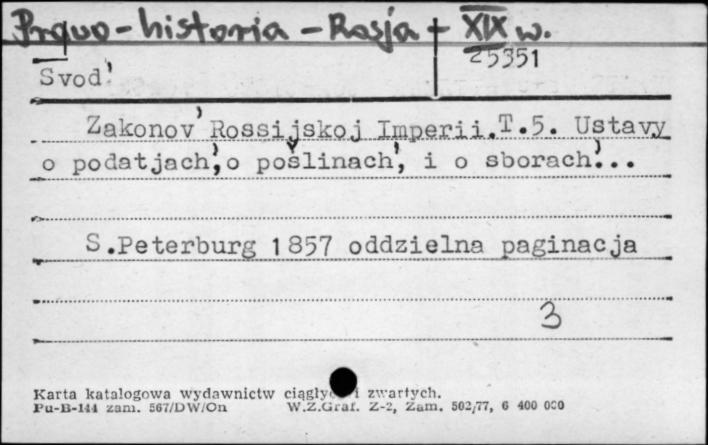 Prawo - historia - Rosja - XIX w.
25351
Svod'
Zakonov' Rossijskoj Imperii. T.5. Ustavy
o podatjach', o pošlinach', i o sborach'...
S.Peterburg 1857 oddzielna paginacja
3
Karta katalogowa wydawnictw ciągłych i zwartych.
Pu-B-144 zam. 567/DW/On W.Z.Graf. Z-2, Zam. 502/77, 6 400 000